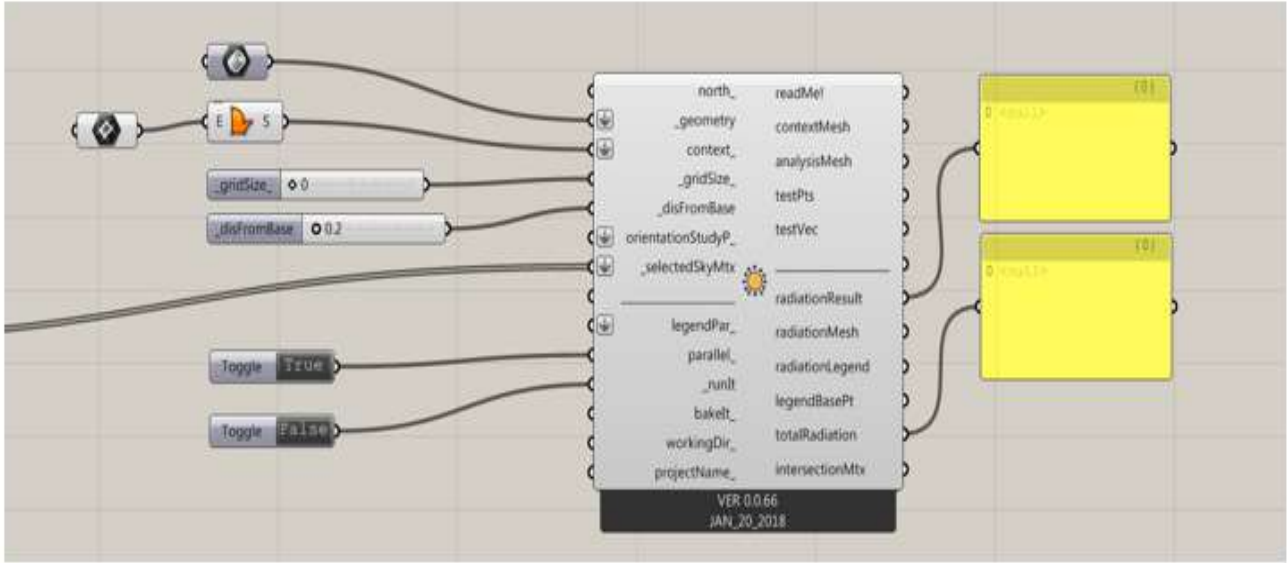 E S
_gridSize_ 0
_disFromBase 0.2
Toggle True
Toggle False
north_
_geometry
context_
_gridSize_
_disFromBase
orientationStudyP_
_selectedSkyMtx
legendPar_
parallel_
_runIt
bakeIt_
workingDir_
projectName_
readMe!
contextMesh
analysisMesh
testPts
testVec
radiationResult
radiationMesh
radiationLegend
legendBasePt
totalRadiation
intersectionMtx
VER 0.0.66
JAN_20_2018
{0}
0 <null>
{0}
0 <null>